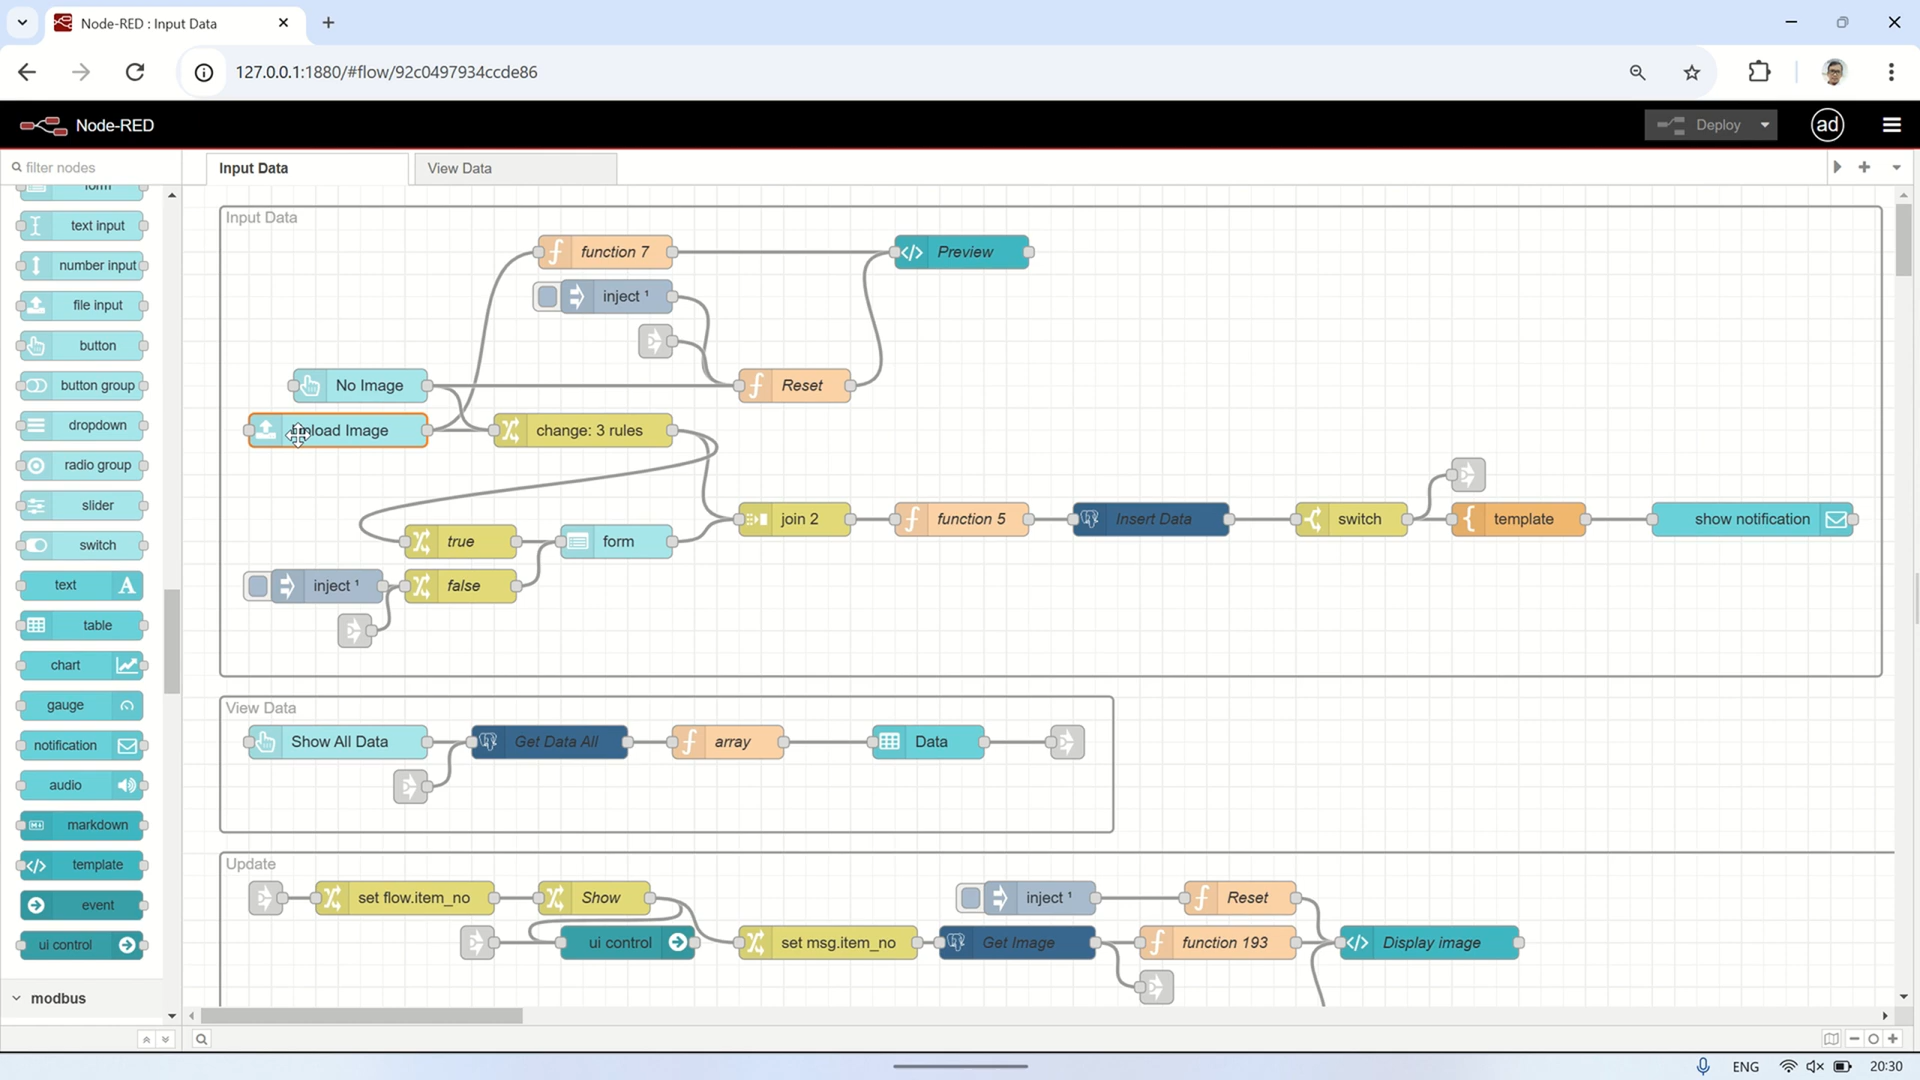 Node-RED : Input Data
127.0.0.1:1880/#flow/92c0497934ccde86
Node-RED
Deploy
ad
filter nodes
Input Data
View Data
form
text input
number input
file input
button
button group
dropdown
radio group
slider
switch
text
table
chart
gauge
notification
audio
markdown
template
event
ui control
modbus
Input Data
function 7
Preview
inject ¹
No Image
Reset
Upload Image
change: 3 rules
join 2
function 5
Insert Data
switch
template
show notification
true
form
inject ¹
false
View Data
Show All Data
Get Data All
array
Data
Update
set flow.item_no
Show
inject ¹
Reset
ui control
set msg.item_no
Get Image
function 193
Display image
ENG
20:30